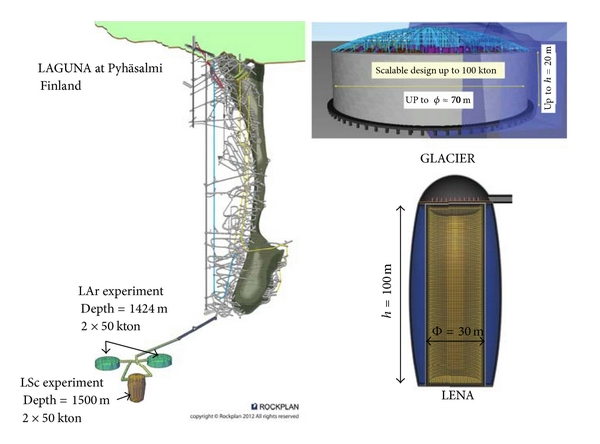 LAGUNA at Pyhäsalmi
Finland
LAr experiment
Depth = 1424 m
2 × 50 kton
LSc experiment
Depth = 1500 m
2 × 50 kton
ROCKPLAN
copyright © Rockplan 2012 All rights reserved
Scalable design up to 100 kton
UP to ϕ ≈ 70 m
Up to h = 20 m
GLACIER
h = 100 m
Φ = 30 m
LENA